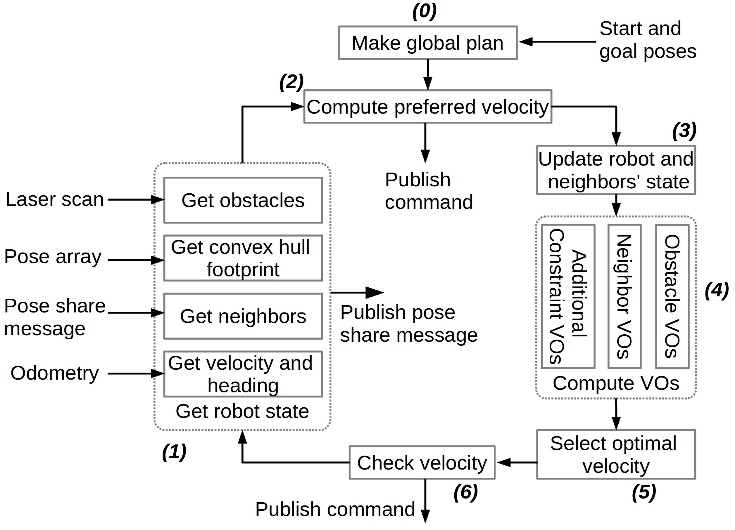 (0)
Make global plan
Start and
goal poses
(2)
Compute preferred velocity
(3)
Publish
command
Update robot and
neighbors' state
Laser scan
Get obstacles
Pose array
Get convex hull
footprint
Pose share
message
Get neighbors
Odometry
Get velocity and
heading
Get robot state
(1)
Publish pose
share message
Additional
Constraint VOs
Neighbor VOs
Obstacle VOs
(4)
Compute VOs
Select optimal
velocity
(5)
Check velocity
(6)
Publish command